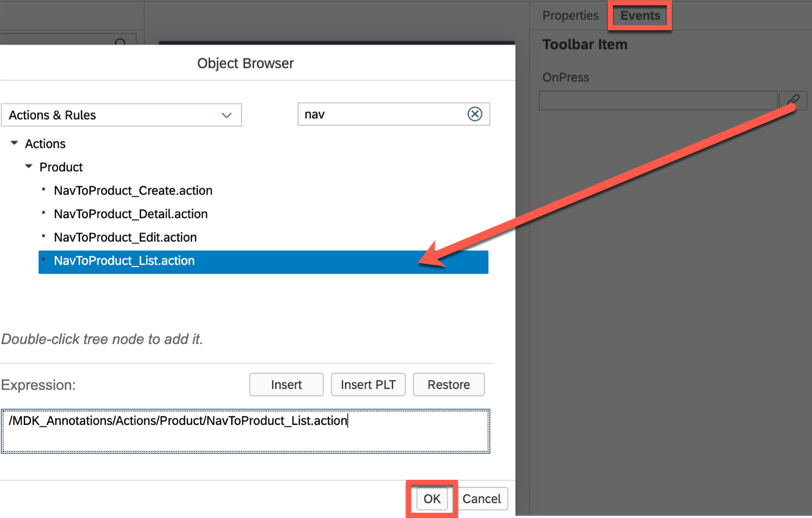 Properties
Events
Toolbar Item
OnPress
Object Browser
Actions & Rules
nav
Actions
Product
NavToProduct_Create.action
NavToProduct_Detail.action
NavToProduct_Edit.action
NavToProduct_List.action
Double-click tree node to add it.
Expression:
Insert
Insert PLT
Restore
/MDK_Annotations/Actions/Product/NavToProduct_List.action
OK
Cancel